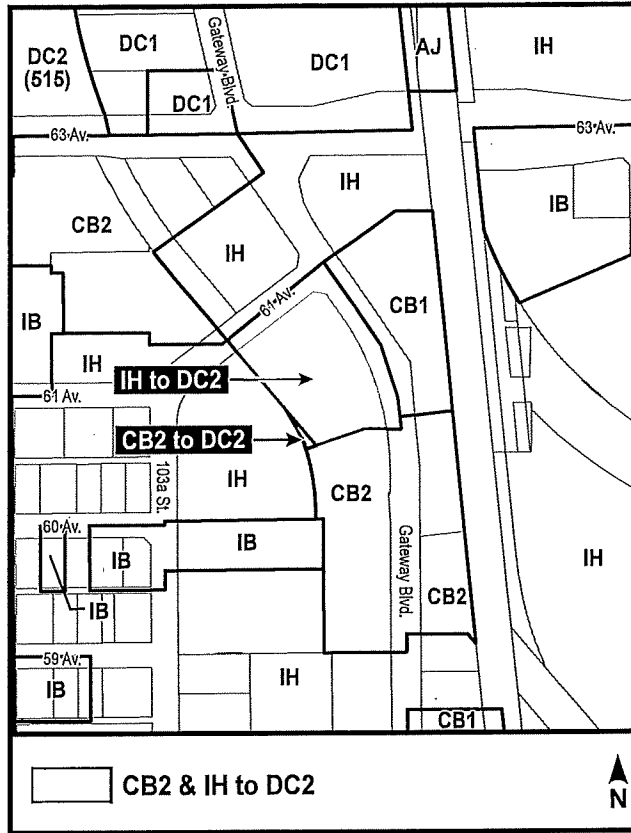 DC2
(515)
DC1
Gateway Blvd.
DC1
AJ
IH
DC1
63 Av.
63 Av.
IH
IB
CB2
IH
61 Av.
CB1
IB
IH
IH to DC2
61 Av.
CB2 to DC2
103a St.
IH
CB2
60 Av.
IB
IB
IB
Gateway Blvd.
IH
CB2
59 Av.
IB
IH
CB1
CB2 & IH to DC2
N